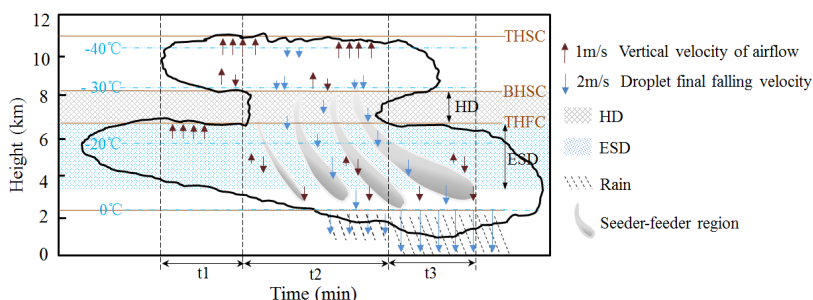 12
10
8
6
4
2
0
Height (km)
-40℃
-30℃
-20℃
0℃
THSC
BHSC
THFC
HD
ESD
t1
t2
t3
Time (min)
1m/s Vertical velocity of airflow
2m/s Droplet final falling velocity
HD
ESD
Rain
Seeder-feeder region